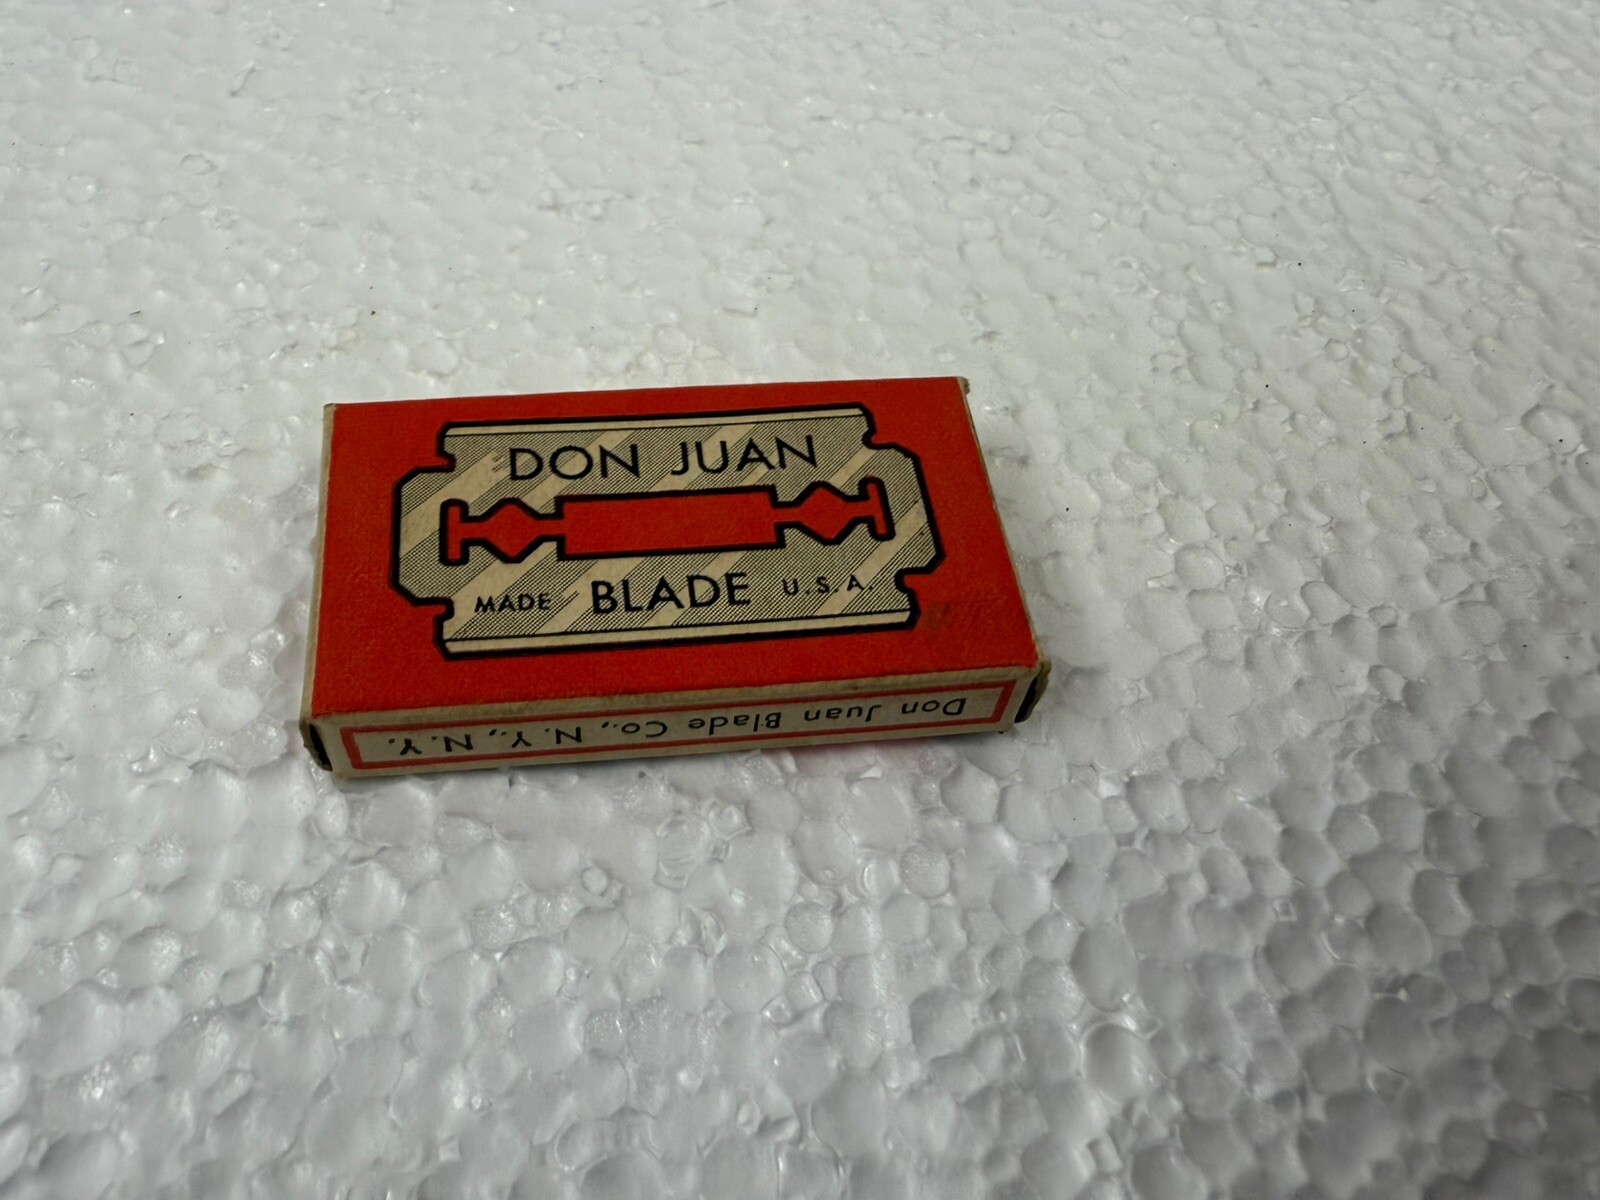 DON JUAN
MADE BLADE U.S.A.
Don Juan Blade Co., N.Y., N.Y.